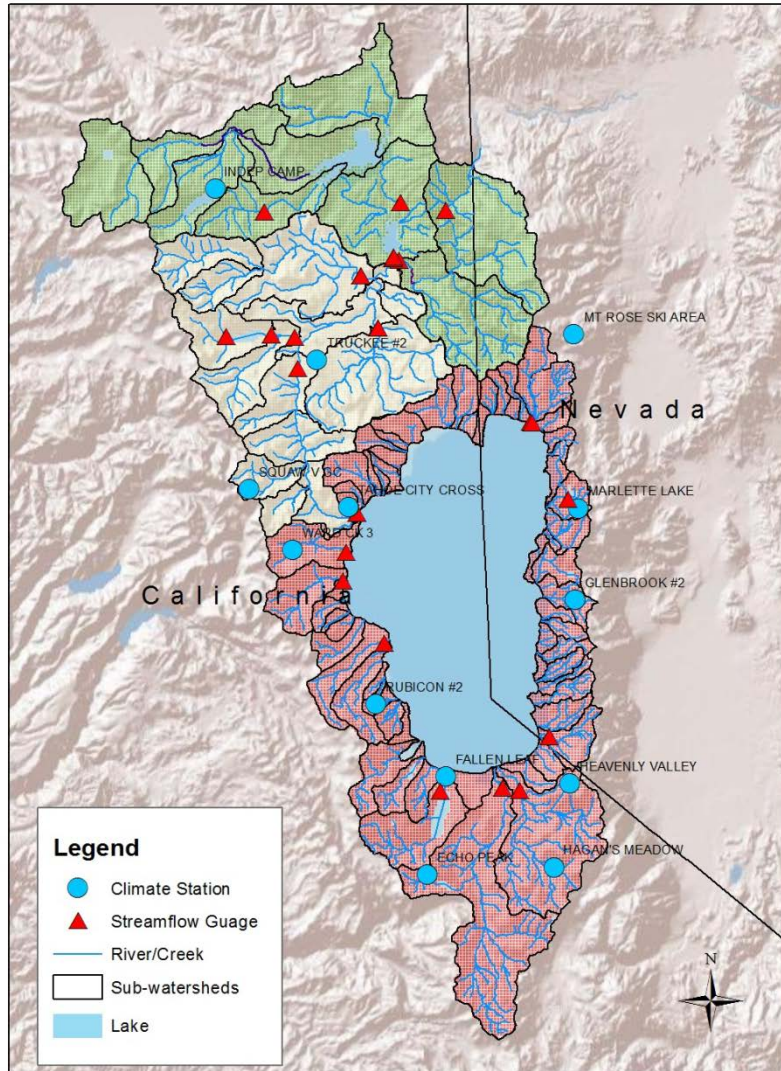 INDEP CAMP
MT ROSE SKI AREA
TRUCKEE #2
Nevada
SQUAW V GC
TAHOE CITY CROSS
MARLETTE LAKE
WARD CK 3
GLENBROOK #2
California
RUBICON #2
FALLEN LEAF
HEAVENLY VALLEY
ECHO PEAK
HAGAN'S MEADOW
Legend
Climate Station
Streamflow Guage
River/Creek
Sub-watersheds
Lake
N